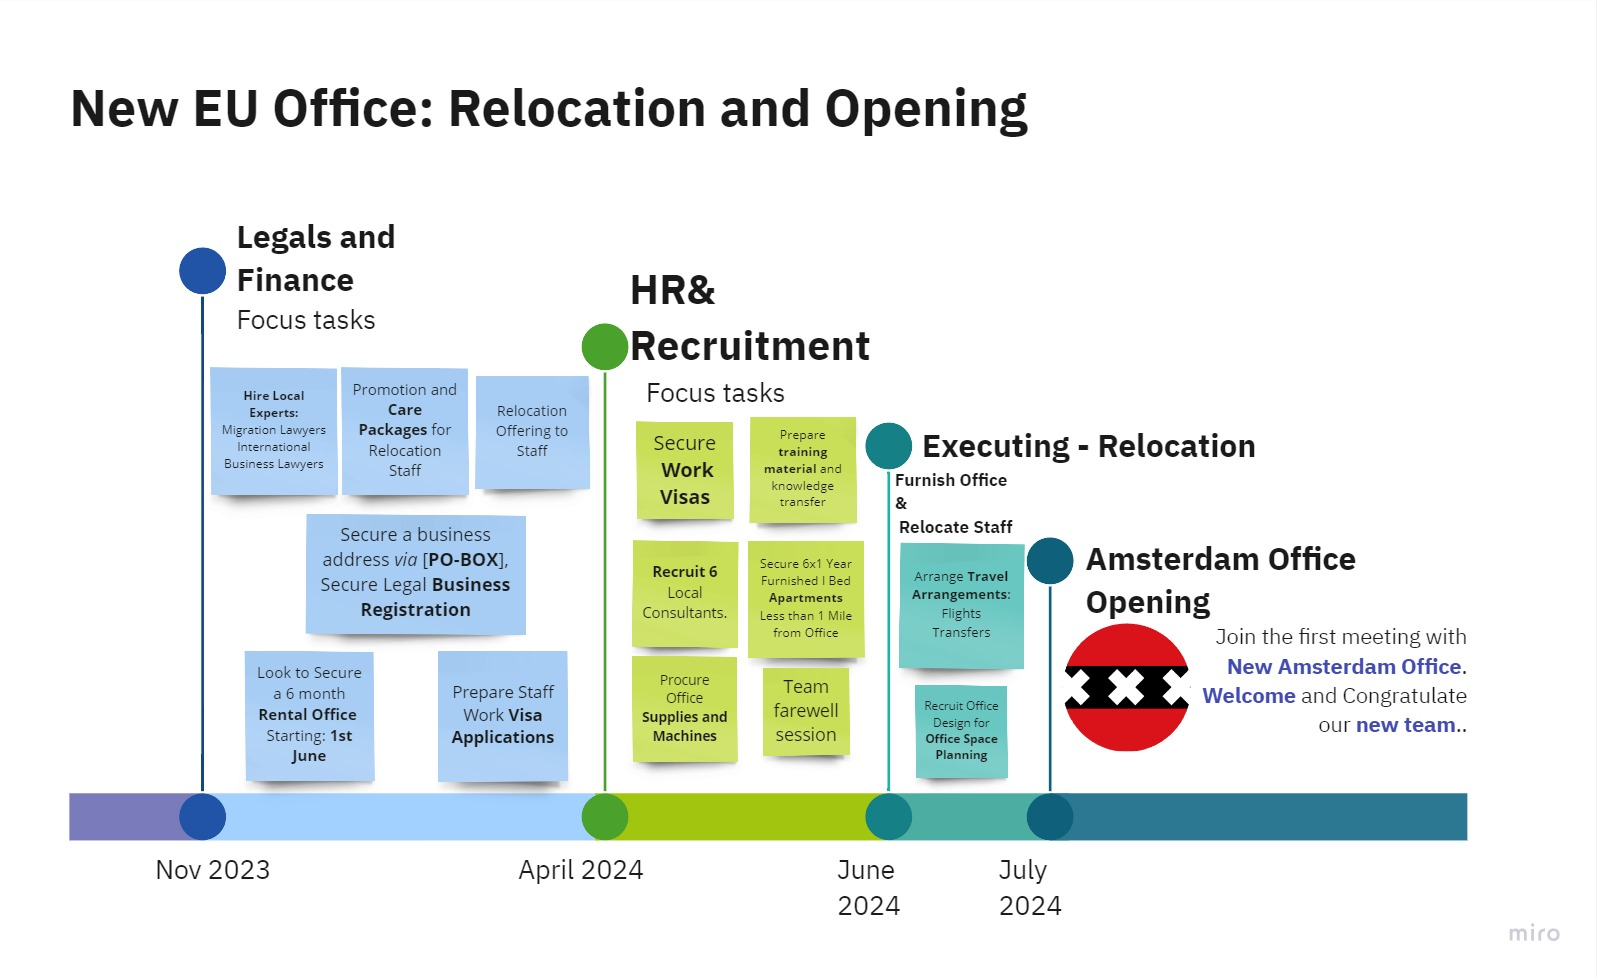 New EU Office: Relocation and Opening
Legals and
Finance
Focus tasks
Hire Local
Experts:
Migration Lawyers
International
Business Lawyers
Promotion and
Care
Packages for
Relocation
Staff
Relocation
Offering to
Staff
Secure a business
address via [PO-BOX],
Secure Legal Business
Registration
Look to Secure
a 6 month
Rental Office
Starting: 1st
June
Prepare Staff
Work Visa
Applications
HR&
Recruitment
Focus tasks
Secure
Work
Visas
Prepare
training
material and
knowledge
transfer
Recruit 6
Local
Consultants.
Secure 6x1 Year
Furnished I Bed
Apartments
Less than 1 Mile
from Office
Procure
Office
Supplies and
Machines
Team
farewell
session
Executing - Relocation
Furnish Office
&
Relocate Staff
Arrange Travel
Arrangements:
Flights
Transfers
Recruit Office
Design for
Office Space
Planning
Amsterdam Office
Opening
Join the first meeting with
New Amsterdam Office.
Welcome and Congratulate
our new team..
Nov 2023
April 2024
June
2024
July
2024
miro